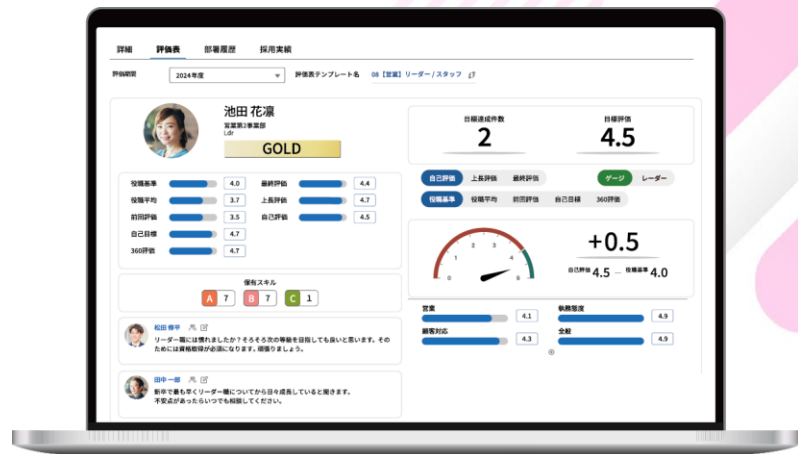 詳細 評価表 部署履歴 採用実績
評価期間 2024年度 評価表テンプレート名 08【営業】リーダー/スタッフ
池田 花凛
営業第2事業部
Ldr
GOLD
役職基準 4.0 最終評価 4.4
役職平均 3.7 上長評価 4.7
前回評価 3.5 自己評価 4.5
自己目標 4.7
360評価 4.7
保有スキル
A 7 B 7 C 1
松田 修平
リーダー職には慣れましたか？そろそろ次の等級を目指しても良いと思います。その
ためには資格取得が必須になります。頑張りましょう。
田中 一郎
新卒で最も早くリーダー職についてから日々成長していると聞きます。
不安点があったらいつでも相談してください。
目標達成件数 目標評価
2 4.5
自己評価 上長評価 最終評価 ゲージ レーダー
役職基準 役職平均 前回評価 自己目標 360評価
0 1 2 3 4 5
+0.5
自己評価 4.5 － 役職基準 4.0
営業 4.1 執務態度 4.9
顧客対応 4.3 全般 4.9